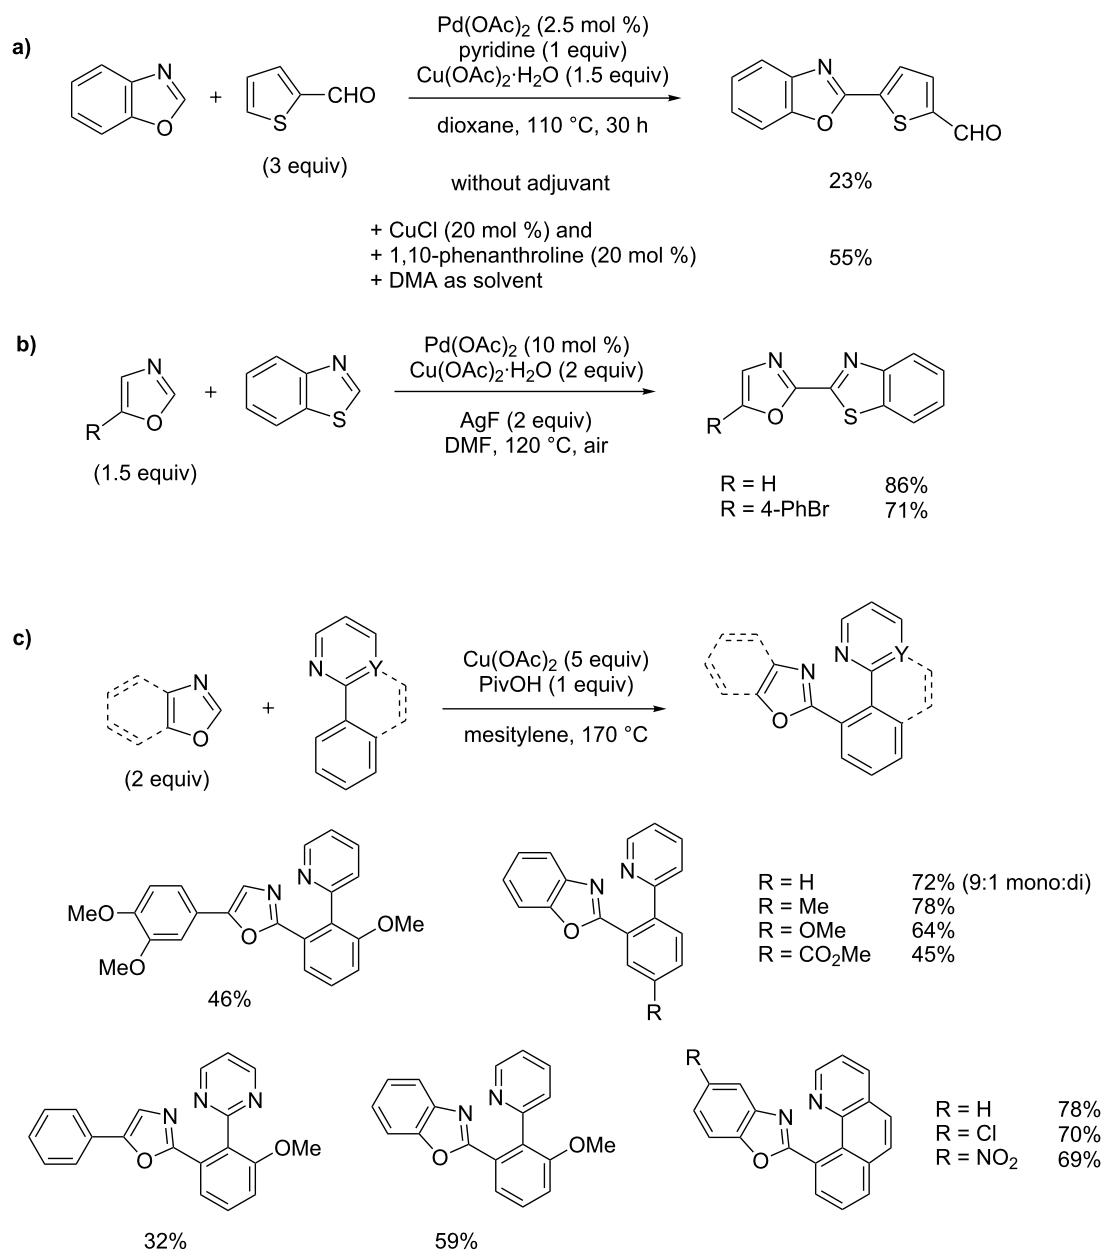 a)
Pd(OAc)2 (2.5 mol %)
pyridine (1 equiv)
Cu(OAc)2·H2O (1.5 equiv)
N
O
+
S
CHO
(3 equiv)
dioxane, 110 °C, 30 h
N
O
S
CHO
without adjuvant
23%
+ CuCl (20 mol %) and
+ 1,10-phenanthroline (20 mol %)
+ DMA as solvent
55%
b)
Pd(OAc)2 (10 mol %)
Cu(OAc)2·H2O (2 equiv)
N
O
R
(1.5 equiv)
+
N
S
AgF (2 equiv)
DMF, 120 °C, air
N
O
R
N
S
R = H 86%
R = 4-PhBr 71%
c)
N
O
(2 equiv)
+
N
Y
Cu(OAc)2 (5 equiv)
PivOH (1 equiv)
mesitylene, 170 °C
N
O
N
Y
MeO
MeO
N
O
N
OMe
46%
N
O
N
R
R = H 72% (9:1 mono:di)
R = Me 78%
R = OMe 64%
R = CO2Me 45%
N
O
N
N
OMe
32%
N
O
N
OMe
59%
R
N
O
N
R = H 78%
R = Cl 70%
R = NO2 69%